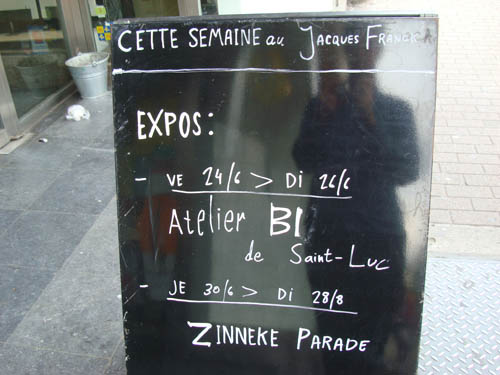 CETTE SEMAINE au JACQUES FRANCK
EXPOS:
- VE 24/6 > DI 26/6
Atelier BI
de Saint-Luc
- JE 30/6 > DI 28/8
ZINNEKE PARADE